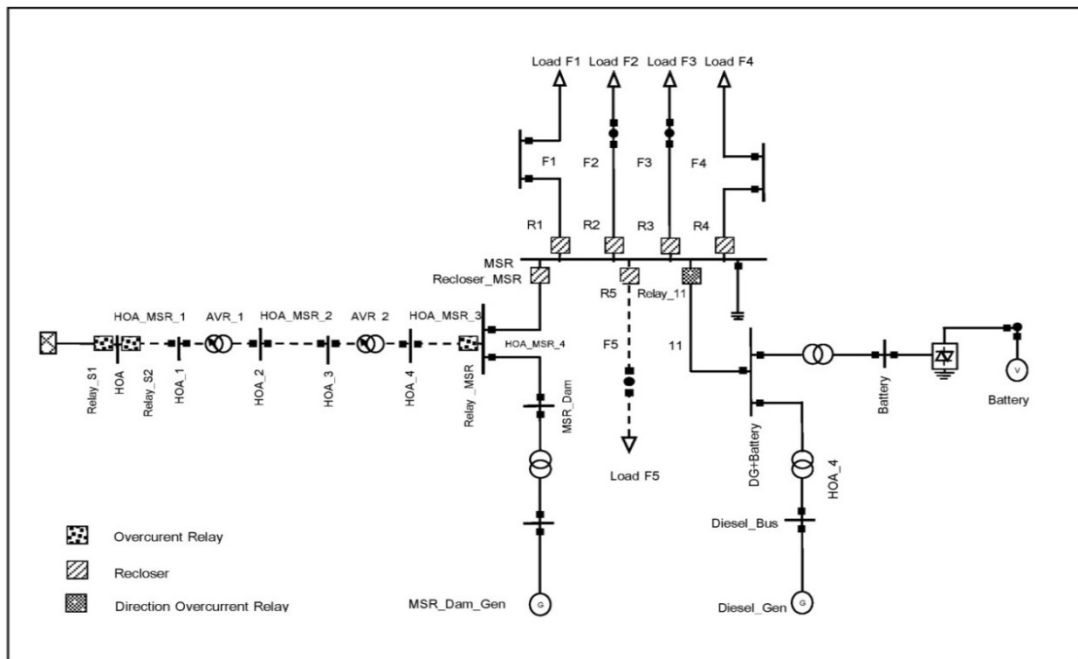 Load F1 Load F2 Load F3 Load F4
F1 F2 F3 F4
R1 R2 R3 R4
MSR
Recloser_MSR R5 Relay_11
HOA_MSR_1 AVR_1 HOA_MSR_2 AVR 2 HOA_MSR_3
HOA_MSR_4 F5 11
Relay_S1 HOA Relay_S2 HOA_1 HOA_2 HOA_3 HOA_4 Relay_MSR
MSR_Dam
Battery V
Battery
DG+Battery
Load F5
HOA_4
Diesel_Bus
Overcurent Relay
Recloser
Direction Overcurrent Relay
MSR_Dam_Gen G
Diesel_Gen G